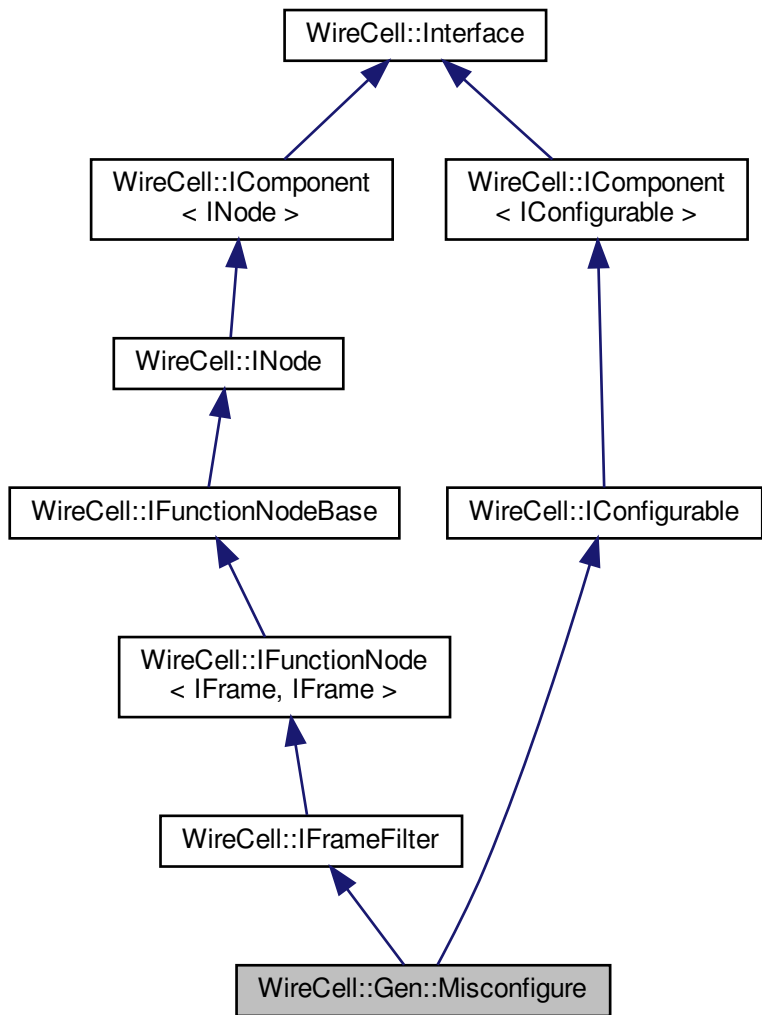 WireCell::Interface
WireCell::IComponent
< INode >
WireCell::IComponent
< IConfigurable >
WireCell::INode
WireCell::IFunctionNodeBase
WireCell::IConfigurable
WireCell::IFunctionNode
< IFrame, IFrame >
WireCell::IFrameFilter
WireCell::Gen::Misconfigure